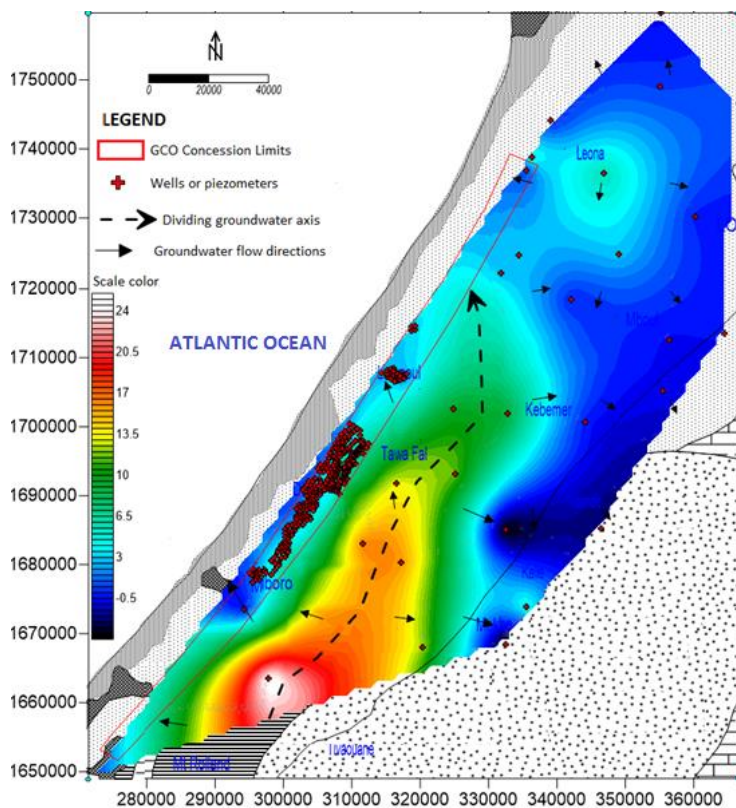 1750000
1740000
1730000
1720000
1710000
1700000
1690000
1680000
1670000
1660000
1650000
N
0
20000
40000
LEGEND
GCO Concession Limits
Wells or piezometers
Dividing groundwater axis
Groundwater flow directions
Scale color
24
20.5
17
13.5
10
6.5
3
-0.5
ATLANTIC OCEAN
Leona
Kebemer
Tawa Fal
Mt Rolland
280000 290000 300000 310000 320000 330000 340000 350000 360000